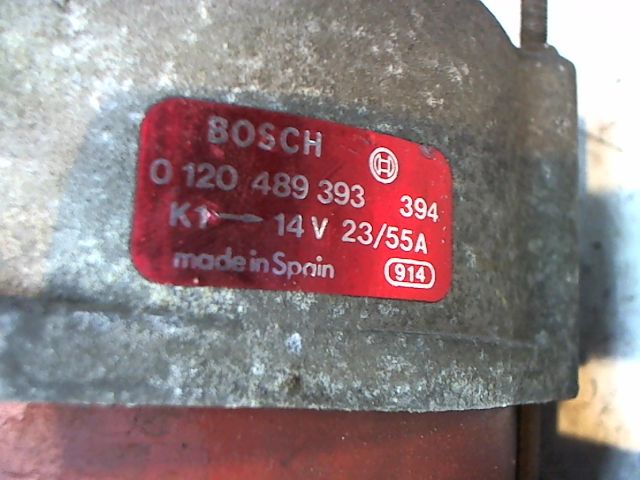 BOSCH
0 120 489 393 394
K1 → 14 V 23/55A
made in Spain 914